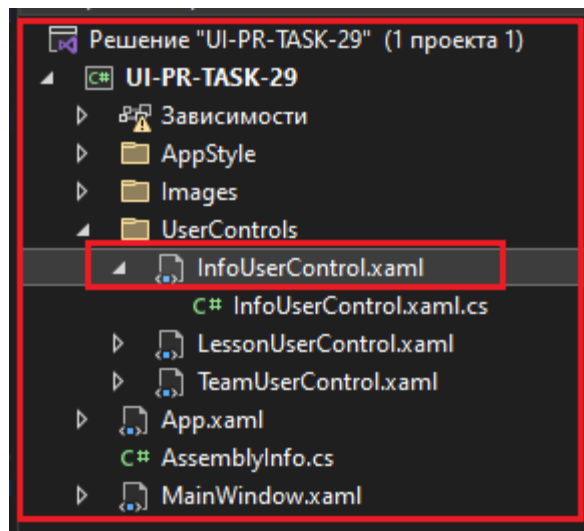 Решение "UI-PR-TASK-29" (1 проекта 1)
C# UI-PR-TASK-29
Зависимости
AppStyle
Images
UserControls
InfoUserControl.xaml
C# InfoUserControl.xaml.cs
LessonUserControl.xaml
TeamUserControl.xaml
App.xaml
C# AssemblyInfo.cs
MainWindow.xaml